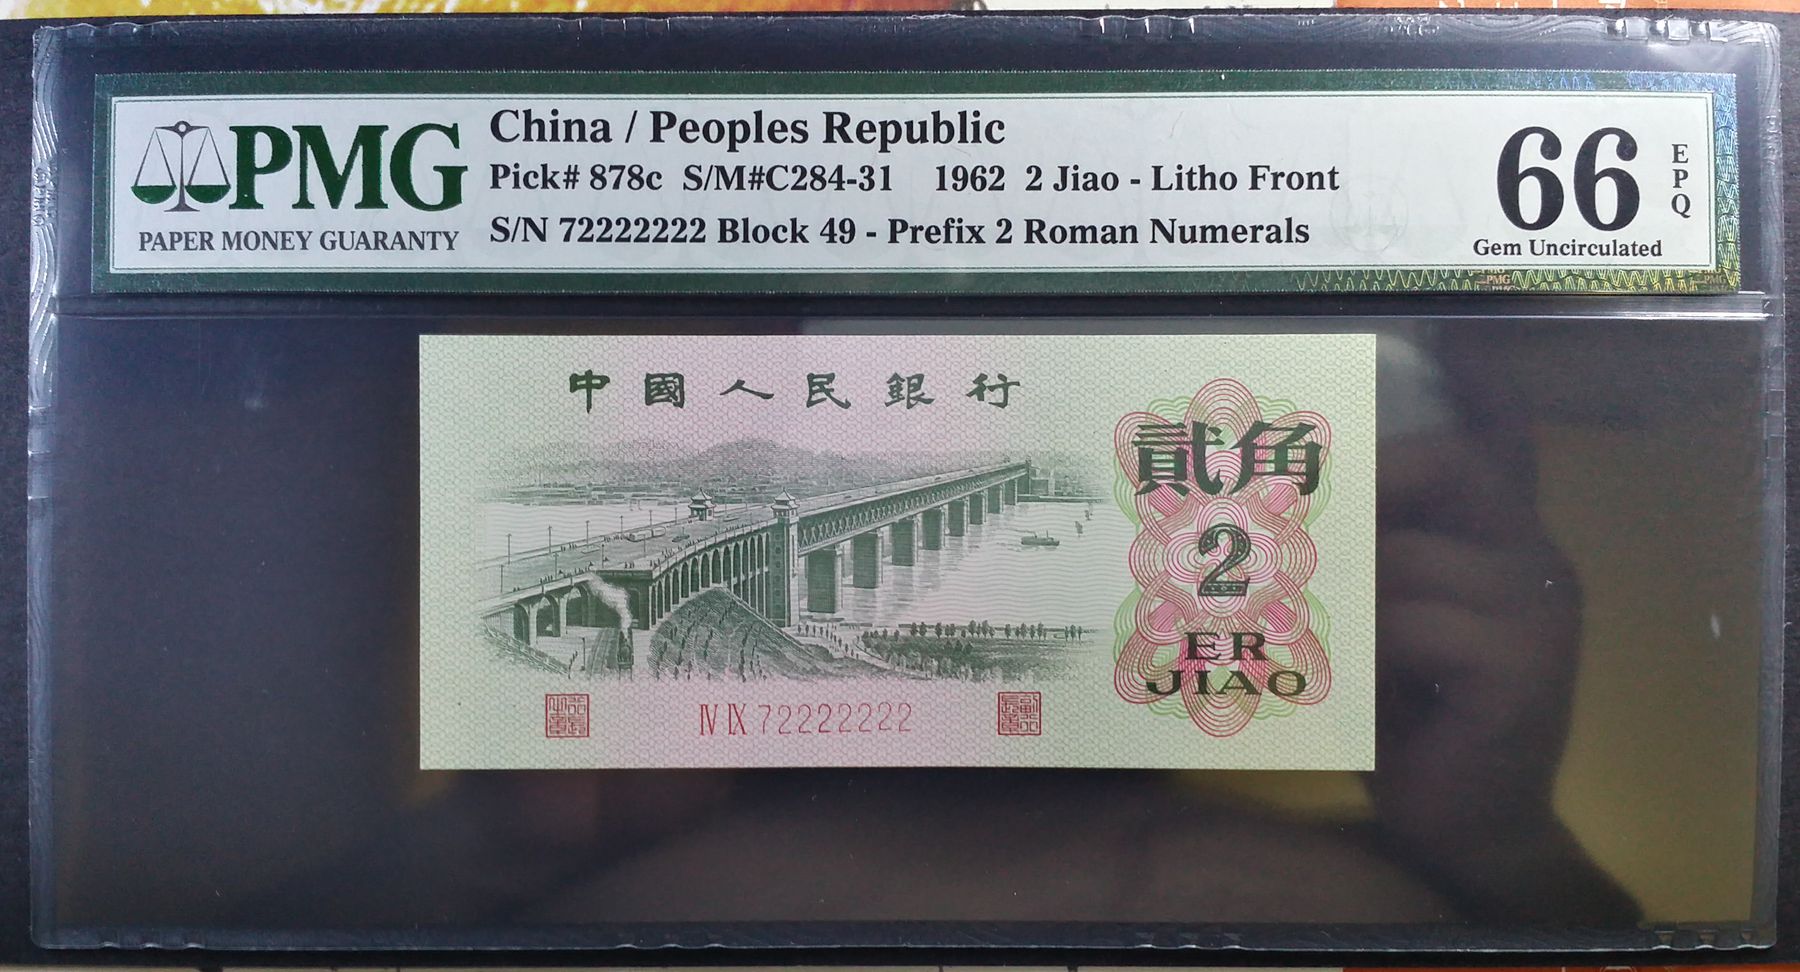 PMG
PAPER MONEY GUARANTY
China / Peoples Republic
Pick# 878c S/M#C284-31 1962 2 Jiao - Litho Front
S/N 72222222 Block 49 - Prefix 2 Roman Numerals
66
EPQ
Gem Uncirculated
PMG
PMG
中國人民銀行
貳角
2
ER
JIAO
IV IX 72222222